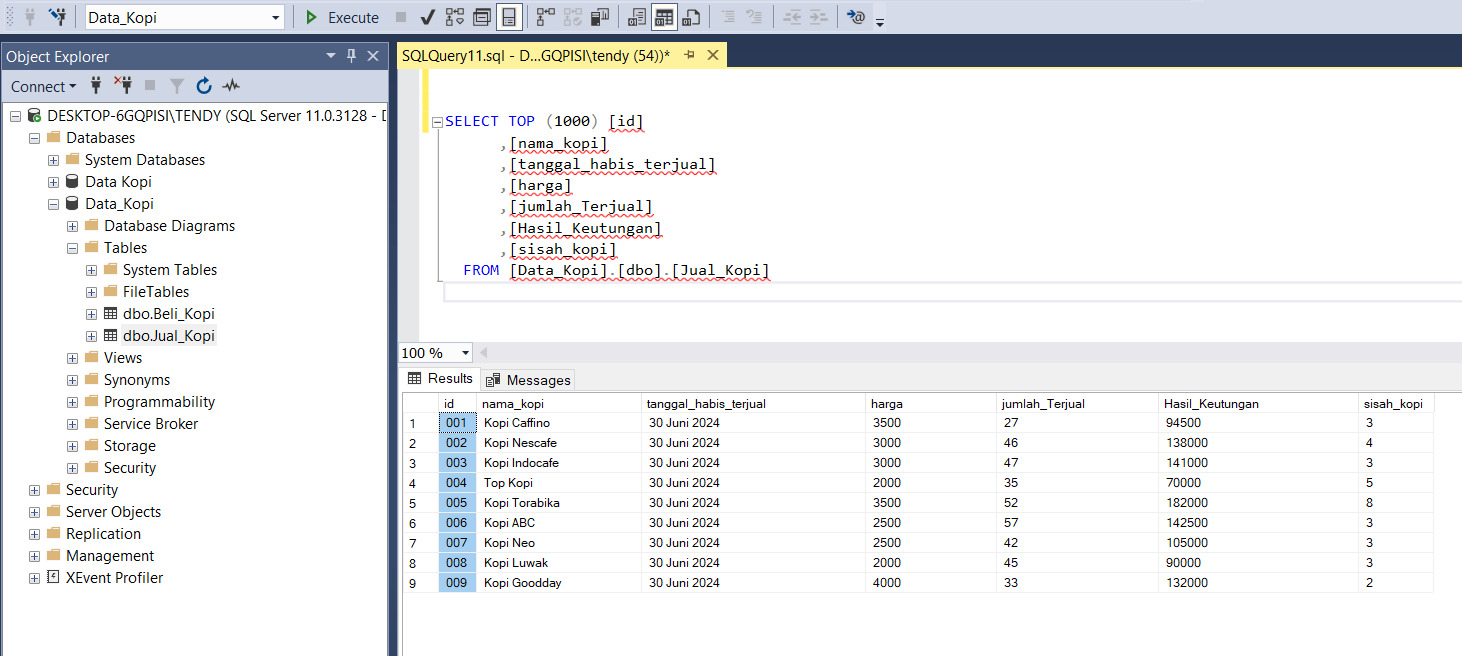 Data_Kopi
Execute
Object Explorer
Connect
DESKTOP-6GQPISI\TENDY (SQL Server 11.0.3128 - D
Databases
System Databases
Data Kopi
Data_Kopi
Database Diagrams
Tables
System Tables
FileTables
dbo.Beli_Kopi
dbo.Jual_Kopi
Views
Synonyms
Programmability
Service Broker
Storage
Security
Security
Server Objects
Replication
Management
XEvent Profiler
SQLQuery11.sql - D...GQPISI\tendy (54))*
SELECT TOP (1000) [id]
,[nama_kopi]
,[tanggal_habis_terjual]
,[harga]
,[jumlah_Terjual]
,[Hasil_Keutungan]
,[sisah_kopi]
FROM [Data_Kopi].[dbo].[Jual_Kopi]
100 %
Results Messages
id nama_kopi tanggal_habis_terjual harga jumlah_Terjual Hasil_Keutungan sisah_kopi
1 001 Kopi Caffino 30 Juni 2024 3500 27 94500 3
2 002 Kopi Nescafe 30 Juni 2024 3000 46 138000 4
3 003 Kopi Indocafe 30 Juni 2024 3000 47 141000 3
4 004 Top Kopi 30 Juni 2024 2000 35 70000 5
5 005 Kopi Torabika 30 Juni 2024 3500 52 182000 8
6 006 Kopi ABC 30 Juni 2024 2500 57 142500 3
7 007 Kopi Neo 30 Juni 2024 2500 42 105000 3
8 008 Kopi Luwak 30 Juni 2024 2000 45 90000 3
9 009 Kopi Goodday 30 Juni 2024 4000 33 132000 2